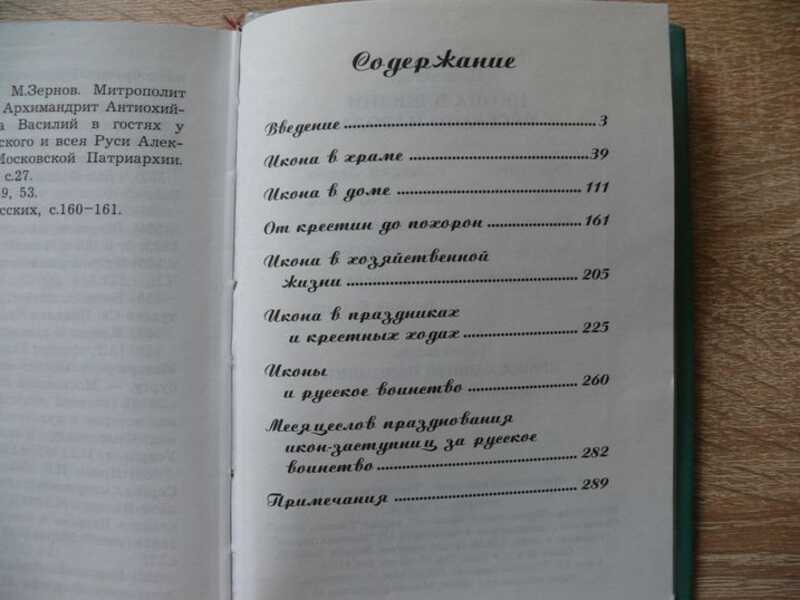 М.Зернов. Митрополит
Архимандрит Антиохий-
Василий в гостях у
ского и всея Руси Алек-
Московской Патриархии.
с.27.
9, 53.
сских, с.160—161.
Содержание
Введение 3
Икона в храме 39
Икона в доме 111
От крестин до похорон 161
Икона в хозяйственной
жизни 205
Икона в праздниках
и крестных ходах 225
Иконы
и русское воинство 260
Месяцеслов празднования
икон-заступниц за русское
воинство 282
Примечания 289